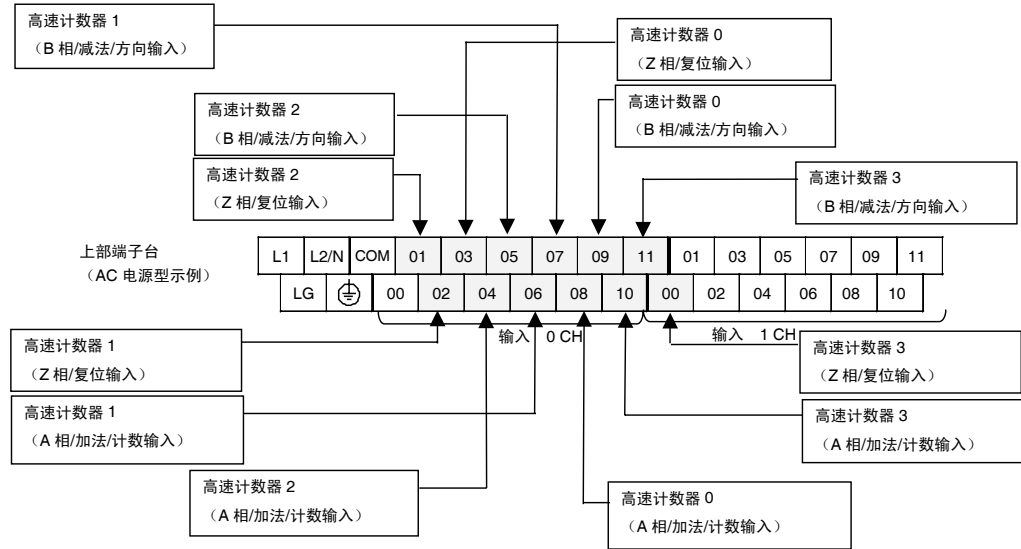 高速计数器 1
（B 相/减法/方向输入）
高速计数器 0
（Z 相/复位输入）
高速计数器 2
（B 相/减法/方向输入）
高速计数器 0
（B 相/减法/方向输入）
高速计数器 2
（Z 相/复位输入）
高速计数器 3
（B 相/减法/方向输入）
上部端子台
（AC 电源型示例）
L1 L2/N COM 01 03 05 07 09 11 01 03 05 07 09 11
LG 00 02 04 06 08 10 00 02 04 06 08 10
输入 0 CH 输入 1 CH
高速计数器 1
（Z 相/复位输入）
高速计数器 3
（Z 相/复位输入）
高速计数器 1
（A 相/加法/计数输入）
高速计数器 3
（A 相/加法/计数输入）
高速计数器 2
（A 相/加法/计数输入）
高速计数器 0
（A 相/加法/计数输入）